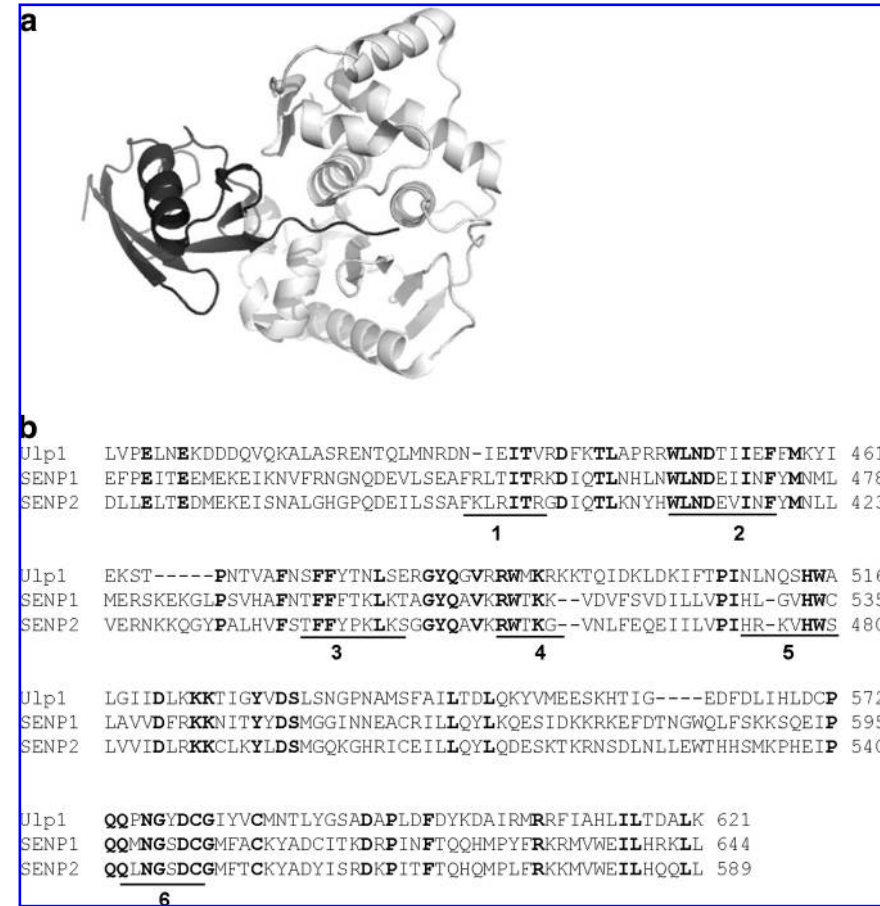 a
b
Ulp1 LVPELNEKDDDQVQKALASRENTQLMNRDN-IEITVRDFKTLAPRRWLNDTIIEFFMKYI 461
SENP1 EFPEITEEMEKEIKNVFRNGNQDEVLSEAFRLTITRKDIQTLNHLNWLNDEIINFYMNML 478
SENP2 DLLELTEDMEKEISNALGHGPQDEILSSAFKLRITRGDIQTLKNYHWLNDEVINFYMNLL 423
1 2
Ulp1 EKST-----PNTVAFNSFFYTNLSERGYQGVRRWMKRKKTQIDKLDKIFTPINLNQSHWA 516
SENP1 MERSKEKGLPSVHAFNTFFFTKLKTAGYQAVKRWTKK--VDVFSVDILLVPIHL-GVHWC 535
SENP2 VERNKKQGYPALHVFSTFFYPKLKSGGYQAVKRWTKG--VNLFEQEIILVPIHR-KVHWS 480
3 4 5
Ulp1 LGIIDLKKKTIGYVDSLSNGPNAMSFAILTDLQKYVMEESKHTIG----EDFDLIHLDCP 572
SENP1 LAVVDFRKKNITYYDSMGGINNEACRILLQYLKQESIDKKRKEFDTNGWQLFSKKSQEIP 595
SENP2 LVVIDLRKKCLKYLDSMGQKGHRICEILLQYLQDESKTKRNSDLNLLEWTHHSMKPHEIP 540
Ulp1 QQPNGYDCGIYVCMNTLYGSADAPLDFDYKDAIRMRRFIAHLILTDALK 621
SENP1 QQMNGSDCGMFACKYADCITKDRPINFTQQHMPYFRKRMVWEILHRKLL 644
SENP2 QQLNGSDCGMFTCKYADYISRDKPITFTQHQMPLFRKKMVWEILHQQLL 589
6